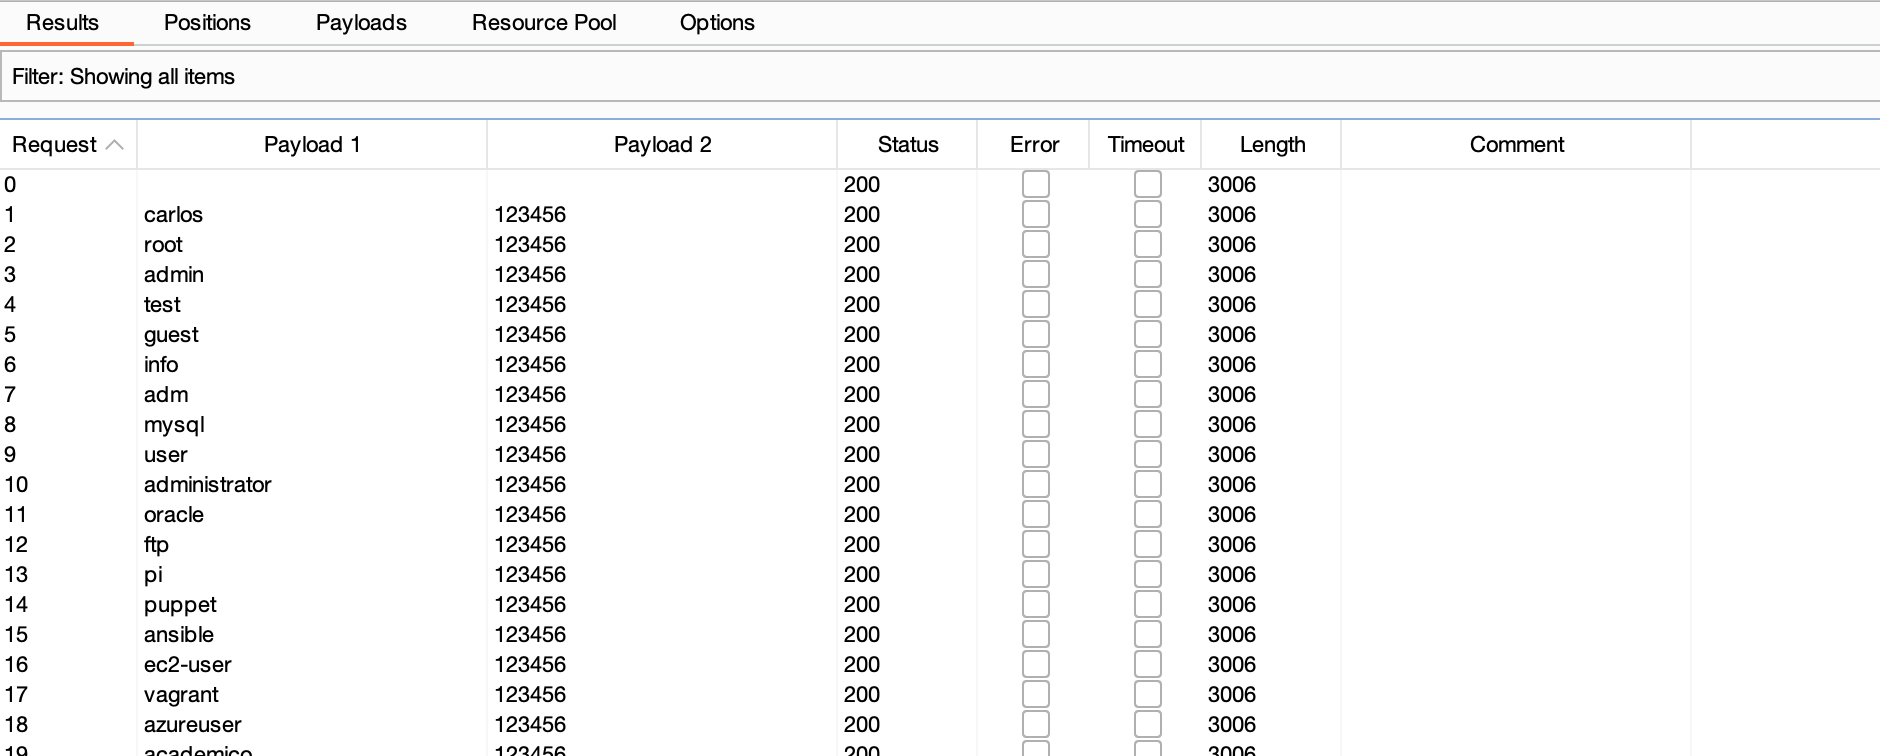 Results Positions Payloads Resource Pool Options
Filter: Showing all items
Request Payload 1 Payload 2 Status Error Timeout Length Comment
0 200 3006
1 carlos 123456 200 3006
2 root 123456 200 3006
3 admin 123456 200 3006
4 test 123456 200 3006
5 guest 123456 200 3006
6 info 123456 200 3006
7 adm 123456 200 3006
8 mysql 123456 200 3006
9 user 123456 200 3006
10 administrator 123456 200 3006
11 oracle 123456 200 3006
12 ftp 123456 200 3006
13 pi 123456 200 3006
14 puppet 123456 200 3006
15 ansible 123456 200 3006
16 ec2-user 123456 200 3006
17 vagrant 123456 200 3006
18 azureuser 123456 200 3006
19 academico 123456 200 3006